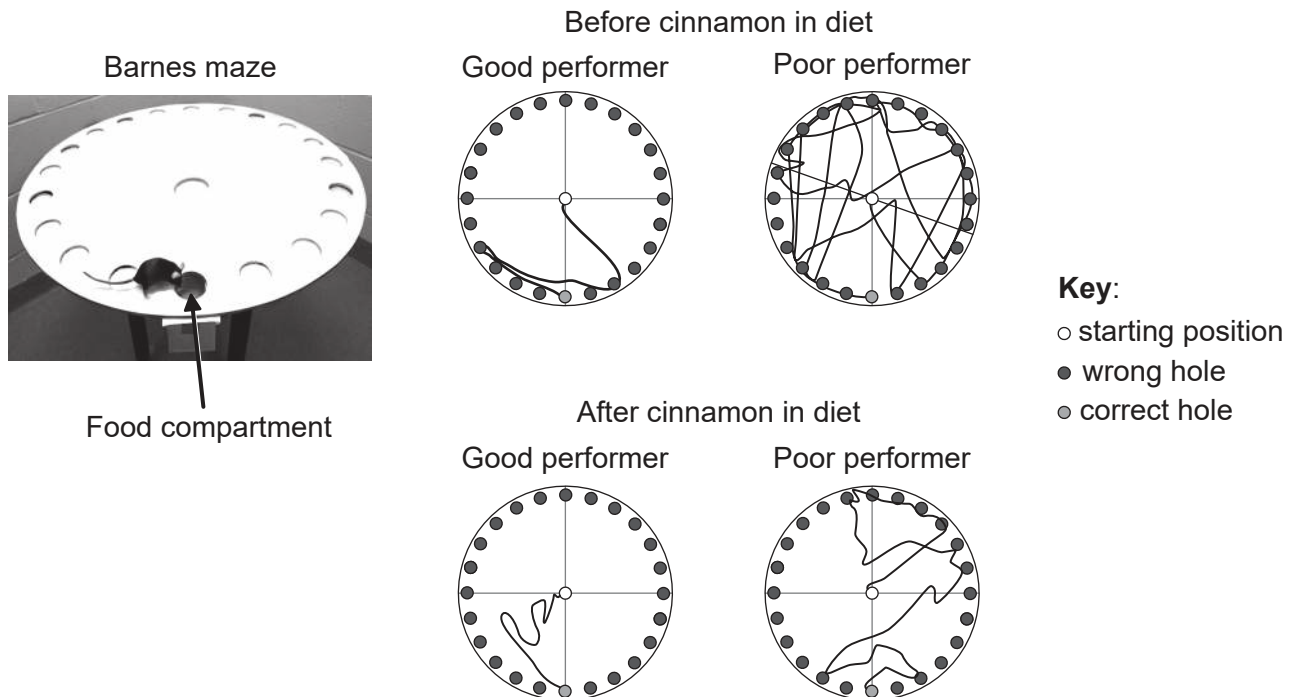 Before cinnamon in diet
Barnes maze
Good performer
Poor performer
Key:
starting position
wrong hole
correct hole
Food compartment
After cinnamon in diet
Good performer
Poor performer